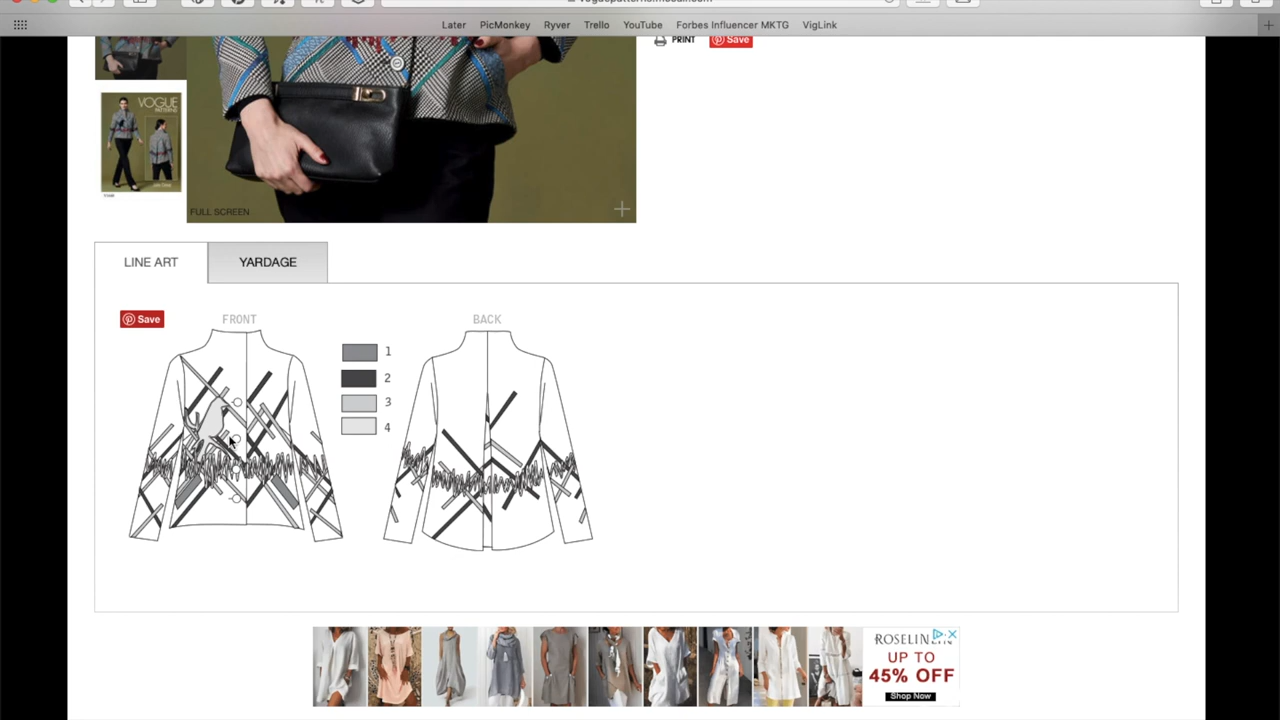 Later PicMonkey Ryver Trello YouTube Forbes Influencer MKTG VigLink
PRINT Save
VOGUE
PATTERNS
FULL SCREEN
LINE ART YARDAGE
Save
FRONT
BACK
1
2
3
4
UP TO
45% OFF
Shop Now